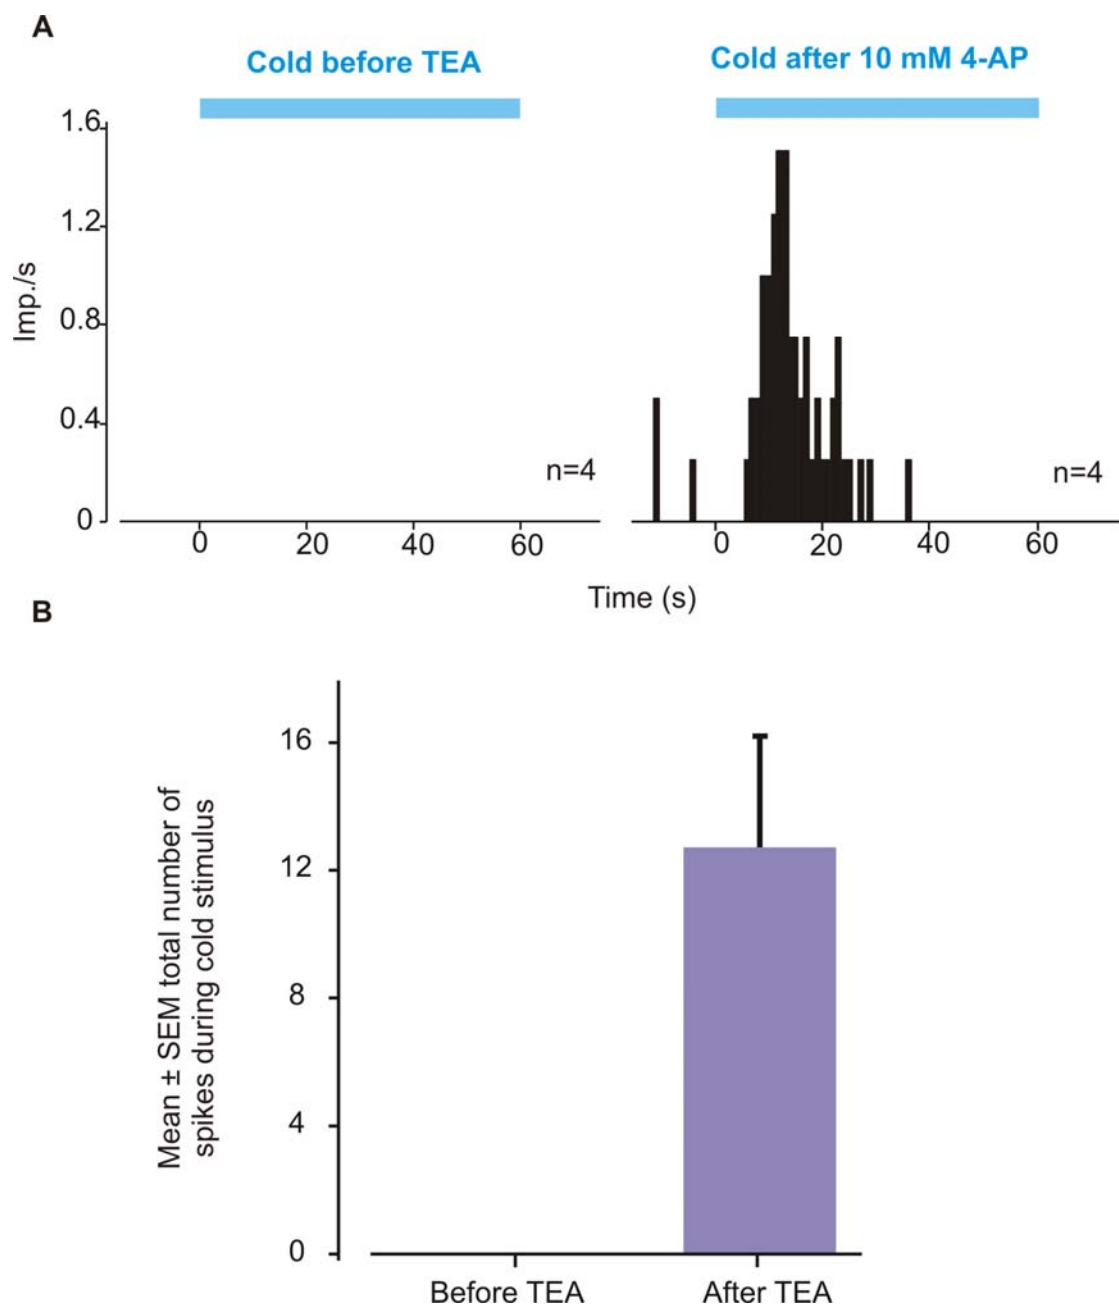 A
Cold before TEA
Cold after 10 mM 4-AP
1.6
1.2
0.8
0.4
0
Imp./s
n=4
n=4
0
20
40
60
0
20
40
60
Time (s)
B
Mean ± SEM total number of
spikes during cold stimulus
16
12
8
4
0
Before TEA
After TEA